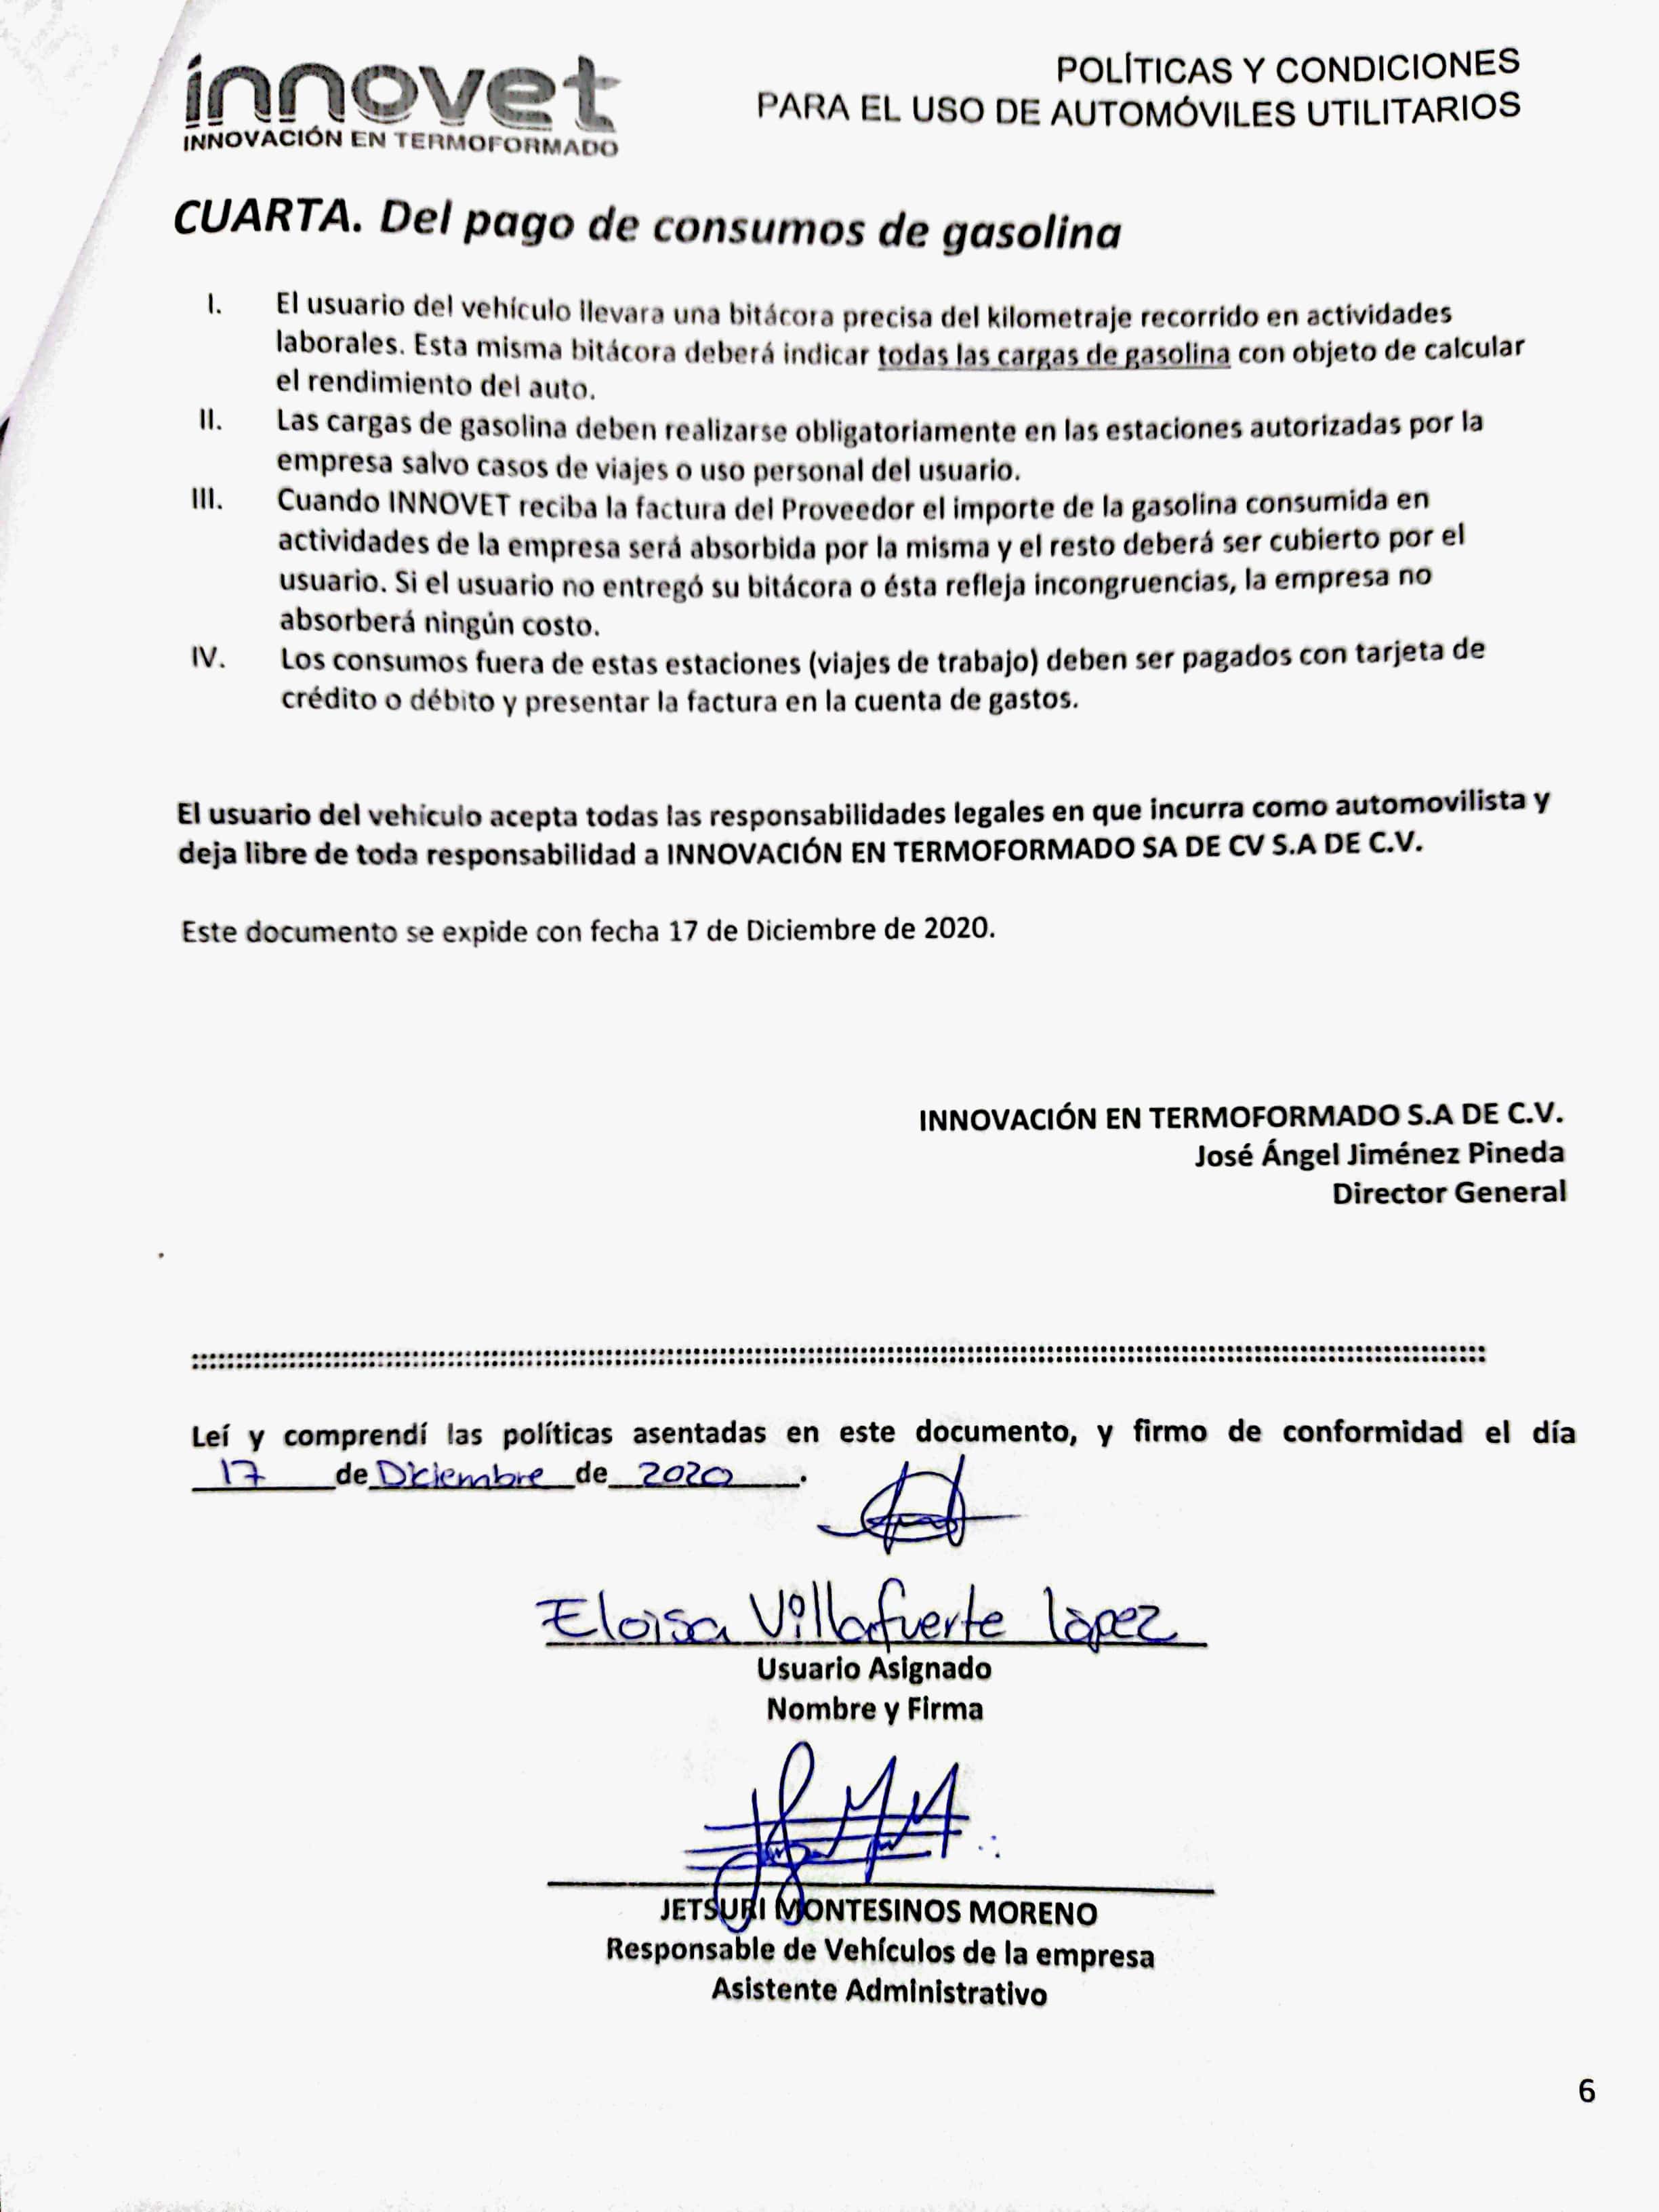 innovet
INNOVACIÓN EN TERMOFORMADO
POLÍTICAS Y CONDICIONES
PARA EL USO DE AUTOMÓVILES UTILITARIOS
CUARTA. Del pago de consumos de gasolina
I. El usuario del vehículo llevara una bitácora precisa del kilometraje recorrido en actividades
laborales. Esta misma bitácora deberá indicar todas las cargas de gasolina con objeto de calcular
el rendimiento del auto.
II. Las cargas de gasolina deben realizarse obligatoriamente en las estaciones autorizadas por la
empresa salvo casos de viajes o uso personal del usuario.
III. Cuando INNOVET reciba la factura del Proveedor el importe de la gasolina consumida en
actividades de la empresa será absorbida por la misma y el resto deberá ser cubierto por el
usuario. Si el usuario no entregó su bitácora o ésta refleja incongruencias, la empresa no
absorberá ningún costo.
IV. Los consumos fuera de estas estaciones (viajes de trabajo) deben ser pagados con tarjeta de
crédito o débito y presentar la factura en la cuenta de gastos.
El usuario del vehículo acepta todas las responsabilidades legales en que incurra como automovilista y
deja libre de toda responsabilidad a INNOVACIÓN EN TERMOFORMADO SA DE CV S.A DE C.V.
Este documento se expide con fecha 17 de Diciembre de 2020.
INNOVACIÓN EN TERMOFORMADO S.A DE C.V.
José Ángel Jiménez Pineda
Director General
Leí y comprendí las políticas asentadas en este documento, y firmo de conformidad el día
17 de Diciembre de 2020.
Eloisa Villafuerte Lòpez
Usuario Asignado
Nombre y Firma
JETSURI MONTESINOS MORENO
Responsable de Vehículos de la empresa
Asistente Administrativo
6